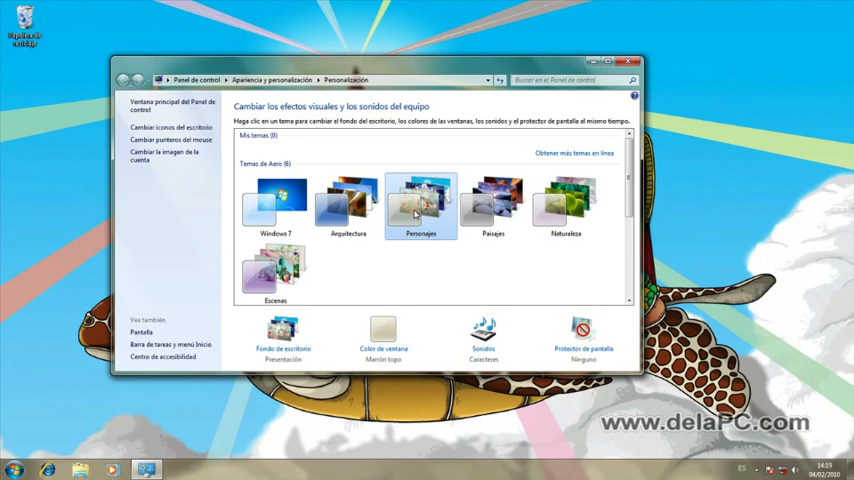 Papelera de
reciclaje
Panel de control
Apariencia y personalización
Personalización
Buscar en el Panel de control
Ventana principal del Panel de
control
Cambiar iconos del escritorio
Cambiar punteros del mouse
Cambiar la imagen de la
cuenta
Cambiar los efectos visuales y los sonidos del equipo
Haga clic en un tema para cambiar el fondo del escritorio, los colores de las ventanas, los sonidos y el protector de pantalla al mismo tiempo.
Mis temas (0)
Obtener más temas en línea
Temas de Aero (6)
Windows 7
Arquitectura
Personajes
Paisajes
Naturaleza
Escenas
Vea también
Pantalla
Barra de tareas y menú Inicio
Centro de accesibilidad
Fondo de escritorio
Presentación
Color de ventana
Marrón topo
Sonidos
Caracteres
Protector de pantalla
Ninguno
www.delaPC.com
ES
14:19
04/02/2010